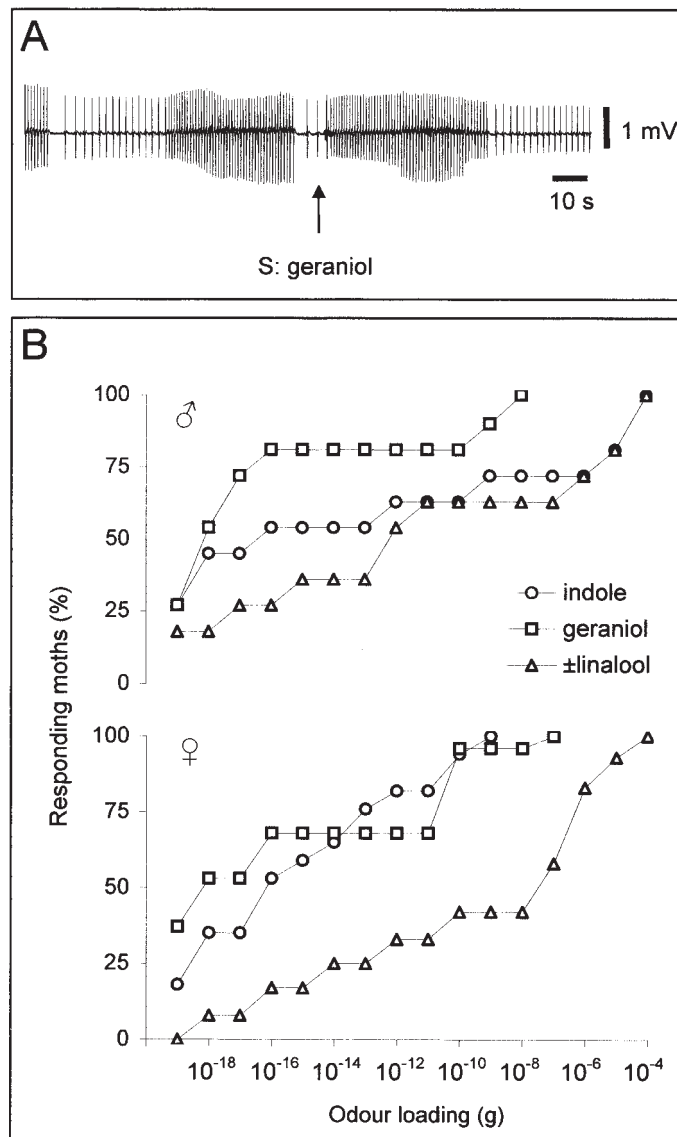 A
1 mV
10 s
S: geraniol
B
♂
100
75
50
25
0
indole
geraniol
±linalool
♀
100
75
50
25
0
Responding moths (%)
10⁻¹⁸ 10⁻¹⁶ 10⁻¹⁴ 10⁻¹² 10⁻¹⁰ 10⁻⁸ 10⁻⁶ 10⁻⁴
Odour loading (g)